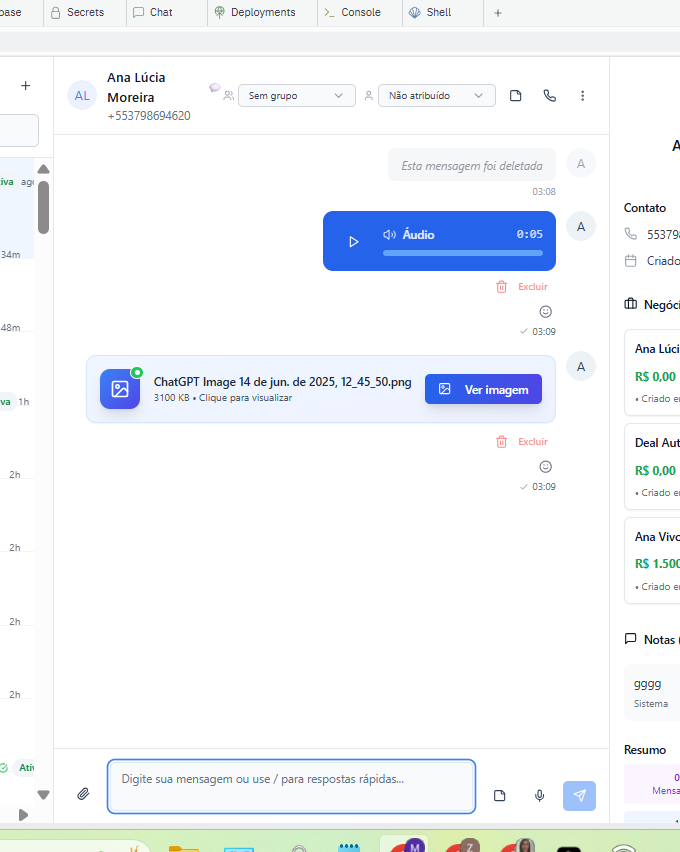 base Secrets Chat Deployments Console Shell
Ana Lúcia
Moreira
+553798694620
AL
Sem grupo
Não atribuído
iva
34m
48m
va 1h
2h
2h
2h
2h
Ati
Esta mensagem foi deletada
A
03:08
Áudio 0:05
A
Excluir
03:09
ChatGPT Image 14 de jun. de 2025, 12_45_50.png
3100 KB • Clique para visualizar
Ver imagem
A
Excluir
03:09
Digite sua mensagem ou use / para respostas rápidas...
A
Contato
55379
Criado
Negóci
Ana Lúci
R$ 0,00
• Criado e
Deal Aut
R$ 0,00
• Criado e
Ana Vivo
R$ 1.500
• Criado e
Notas (
gggg
Sistema
Resumo
0
Mensa
M
Z